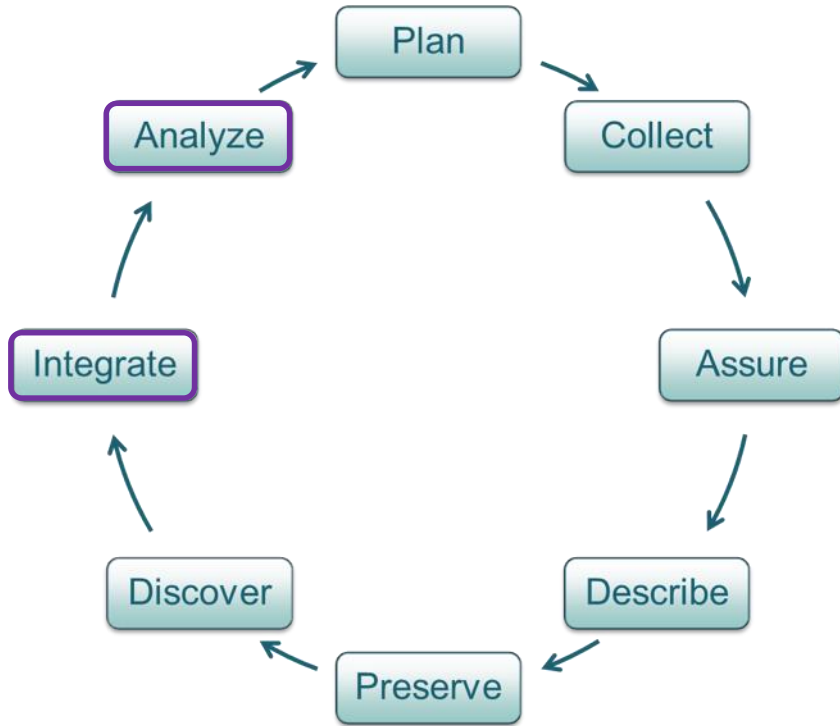 Plan
Collect
Assure
Describe
Preserve
Discover
Integrate
Analyze